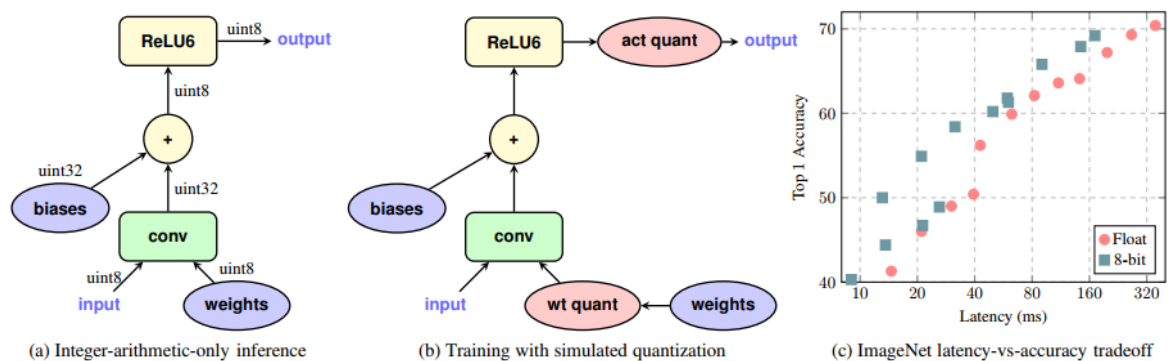 ReLU6
uint8
output
uint8
+
uint32
uint32
biases
conv
uint8
uint8
input
weights
(a) Integer-arithmetic-only inference
ReLU6
act quant
output
+
biases
conv
input
wt quant
weights
(b) Training with simulated quantization
70
60
50
40
Top 1 Accuracy
Float
8-bit
10
20
40
80
160
320
Latency (ms)
(c) ImageNet latency-vs-accuracy tradeoff